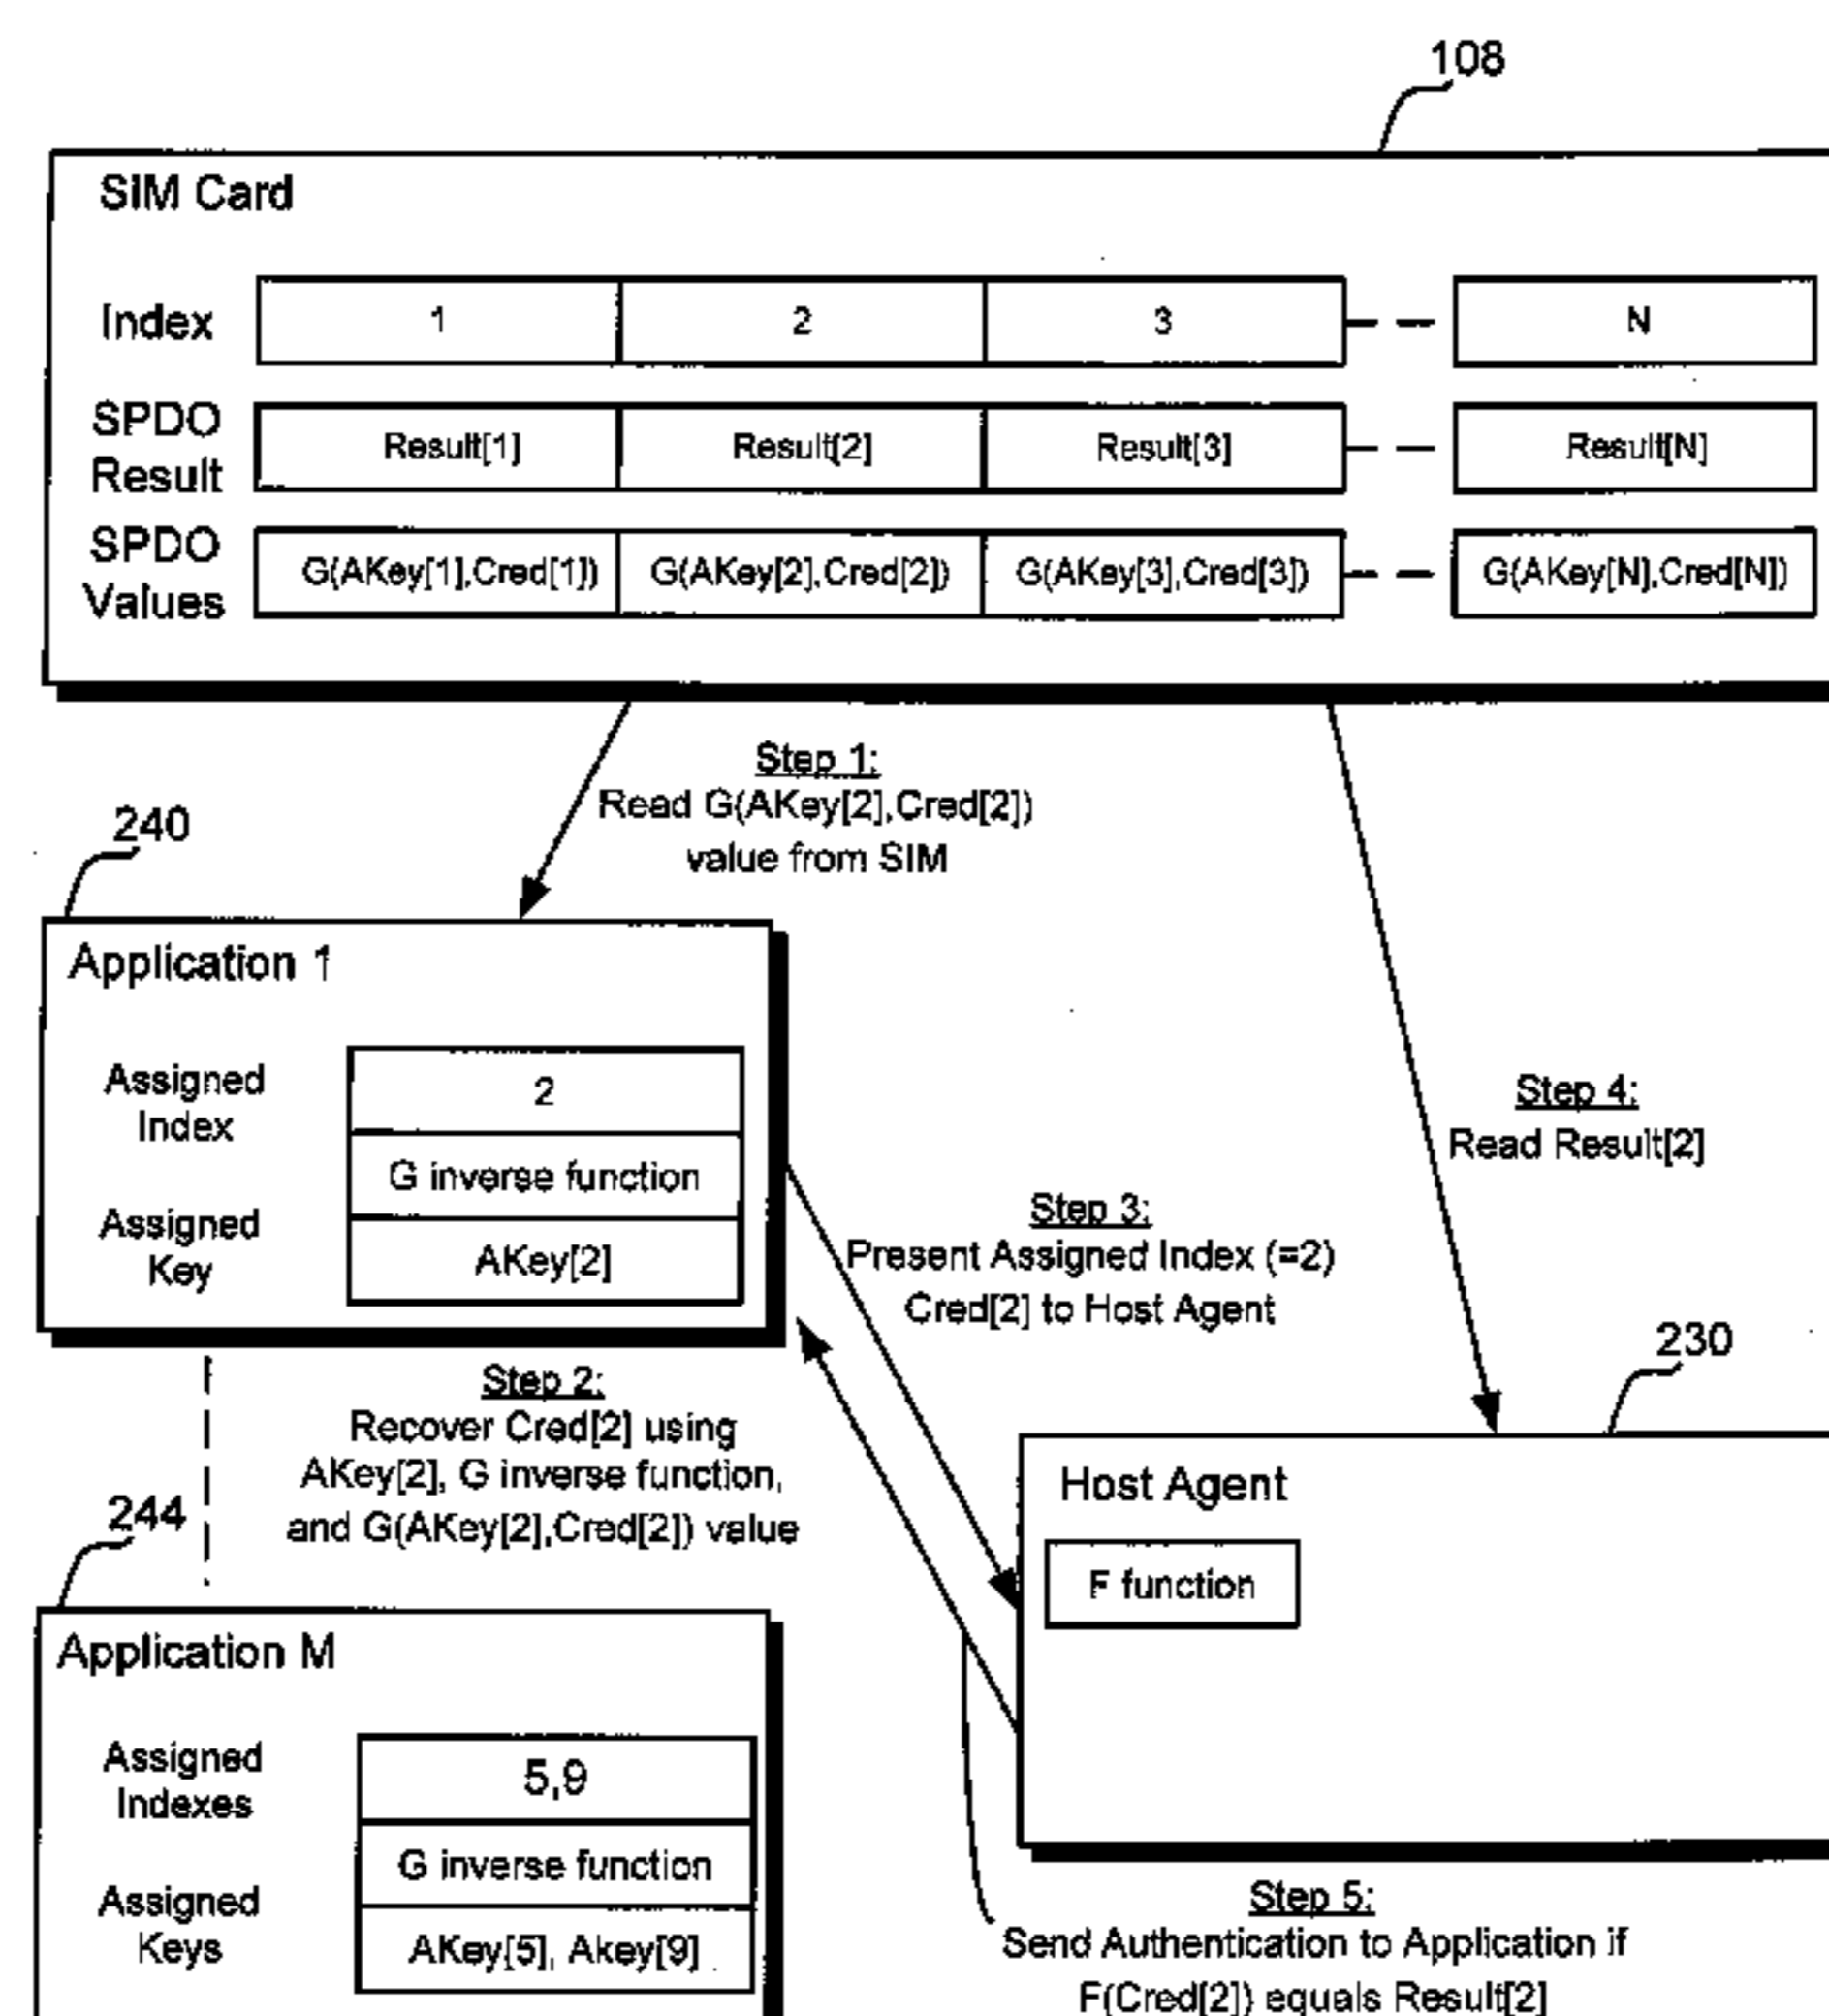 108
SIM Card
Index
1
2
3
N
SPDO
Result
Result[1]
Result[2]
Result[3]
Result[N]
SPDO
Values
G(AKey[1],Cred[1])
G(AKey[2],Cred[2])
G(AKey[3],Cred[3])
G(AKey[N],Cred[N])
Step 1:
Read G(AKey[2],Cred[2])
value from SIM
240
Application 1
Assigned
Index
2
G inverse function
Assigned
Key
AKey[2]
Step 4:
Read Result[2]
Step 3:
Present Assigned Index (=2)
Cred[2] to Host Agent
Step 2:
Recover Cred[2] using
AKey[2], G inverse function,
and G(AKey[2],Cred[2]) value
230
Host Agent
F function
244
Application M
Assigned
Indexes
5,9
G inverse function
Assigned
Keys
AKey[5], Akey[9]
Step 5:
Send Authentication to Application if
F(Cred[2]) equals Result[2]